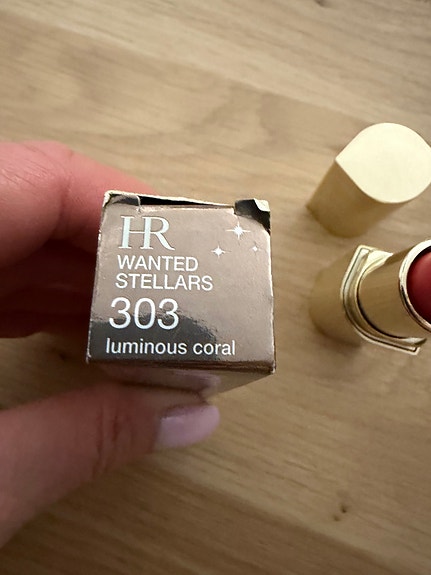 HR
WANTED
STELLARS
303
luminous coral